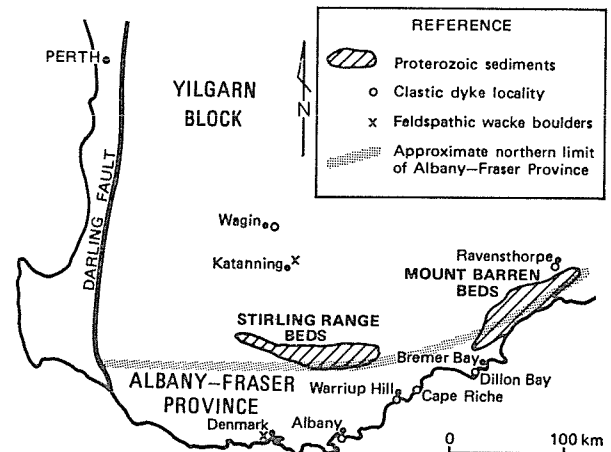 REFERENCE
Proterozoic sediments
Clastic dyke locality
Feldspathic wacke boulders
Approximate northern limit
of Albany—Fraser Province
PERTH
YILGARN
BLOCK
N
DARLING FAULT
Wagin
Katanning
Ravensthorpe
MOUNT BARREN
BEDS
STIRLING RANGE
BEDS
Bremer Bay
Dillon Bay
ALBANY—FRASER
PROVINCE
Warriup Hill
Cape Riche
Denmark
Albany
0 100 km